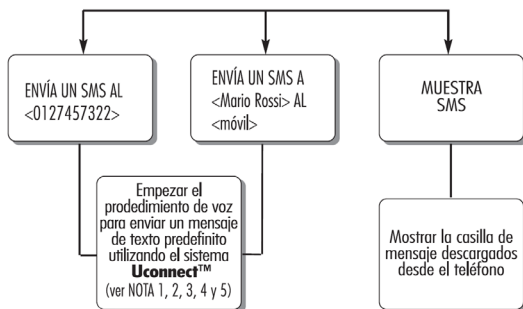 ENVÍA UN SMS AL
<0127457322>
ENVÍA UN SMS A
<Mario Rossi> AL
<móvil>
MUESTRA
SMS
Empezar el
prodedimiento de voz
para enviar un mensaje
de texto predefinito
utilizando el sistema
Uconnect™
(ver NOTA 1, 2, 3, 4 y 5)
Mostrar la casilla de
mensaje descargados
desde el teléfono